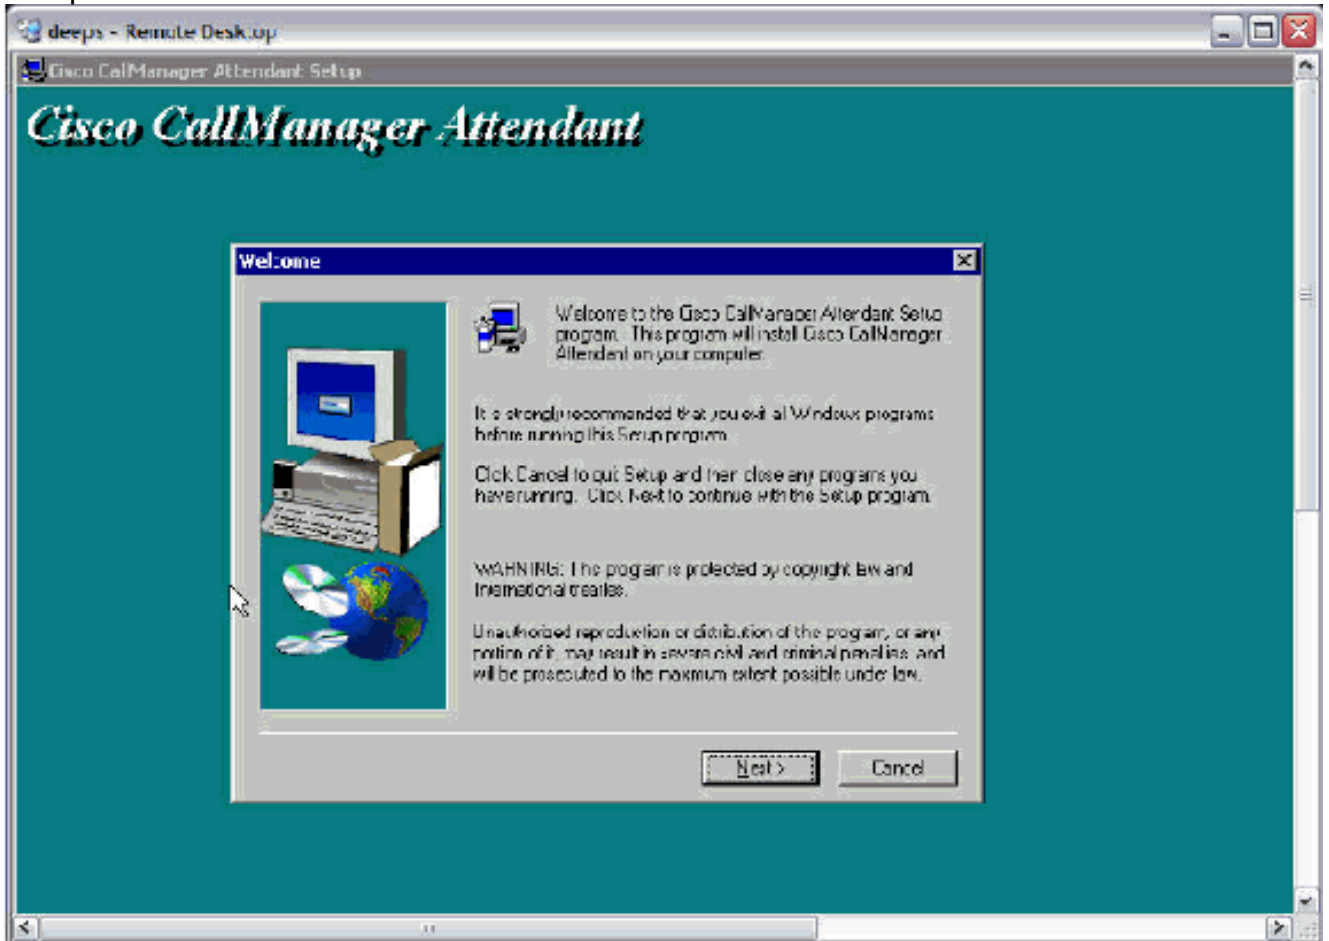 deeps - Remote Desktop
Cisco CallManager Attendant Setup
Cisco CallManager Attendant
Welcome
Welcome to the Cisco CallManager Attendant Setup
program. This program will install Cisco CallManager
Attendant on your computer.
It is strongly recommended that you exit all Windows programs
before running this Setup program.
Click Cancel to quit Setup and then close any programs you
have running. Click Next to continue with the Setup program.
WARNING: This program is protected by copyright law and
international treaties.
Unauthorized reproduction or distribution of this program, or any
portion of it, may result in severe civil and criminal penalties, and
will be prosecuted to the maximum extent possible under law.
Next >
Cancel